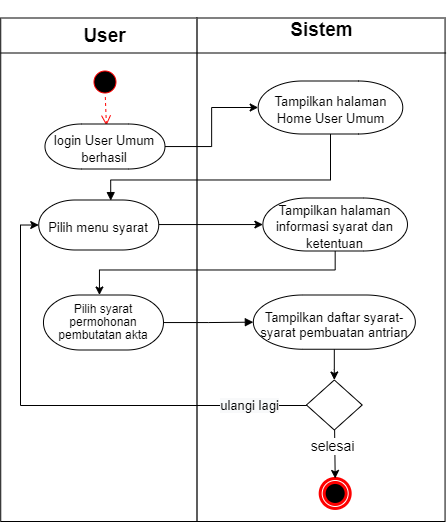 User
Sistem
login User Umum
berhasil
Tampilkan halaman
Home User Umum
Pilih menu syarat
Tampilkan halaman
informasi syarat dan
ketentuan
Pilih syarat
permohonan
pembutatan akta
Tampilkan daftar syarat-
syarat pembuatan antrian
ulangi lagi
selesai